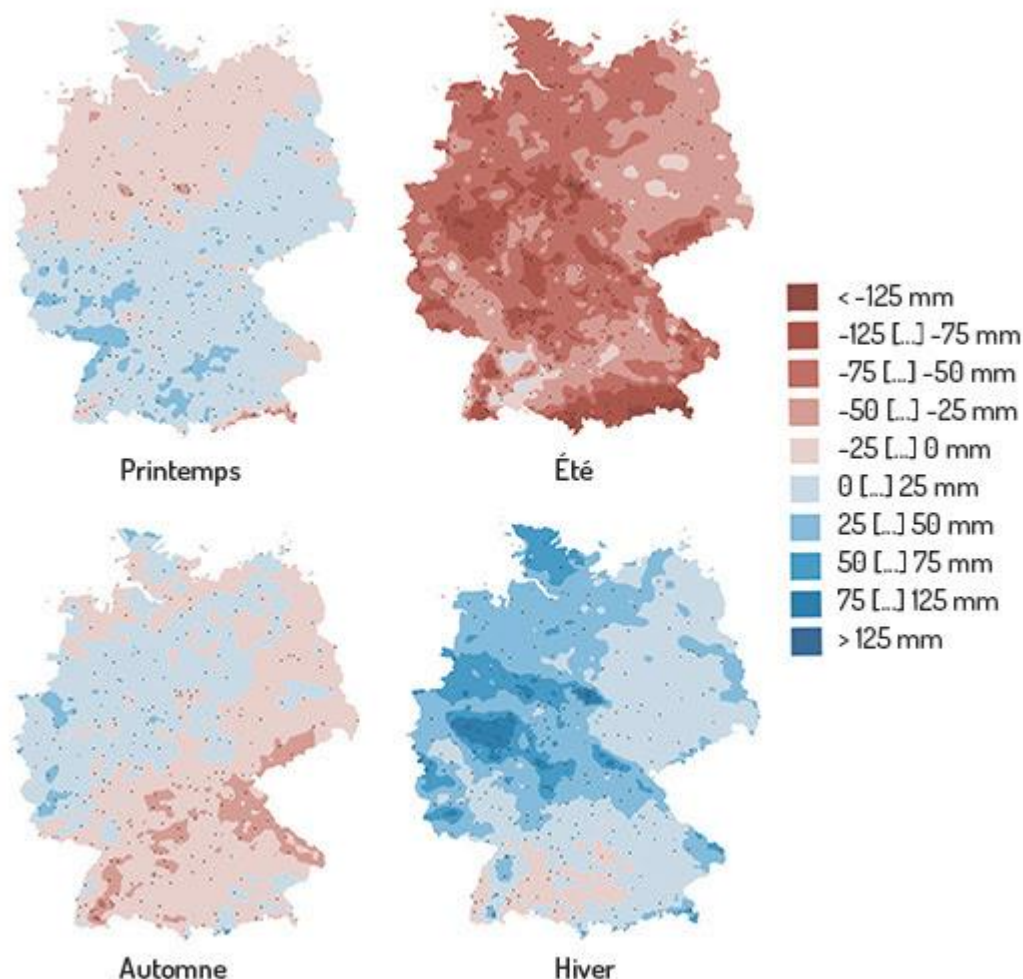 Printemps
Été
< -125 mm
-125 [...] -75 mm
-75 [...] -50 mm
-50 [...] -25 mm
-25 [...] 0 mm
0 [...] 25 mm
25 [...] 50 mm
50 [...] 75 mm
75 [...] 125 mm
> 125 mm
Automne
Hiver